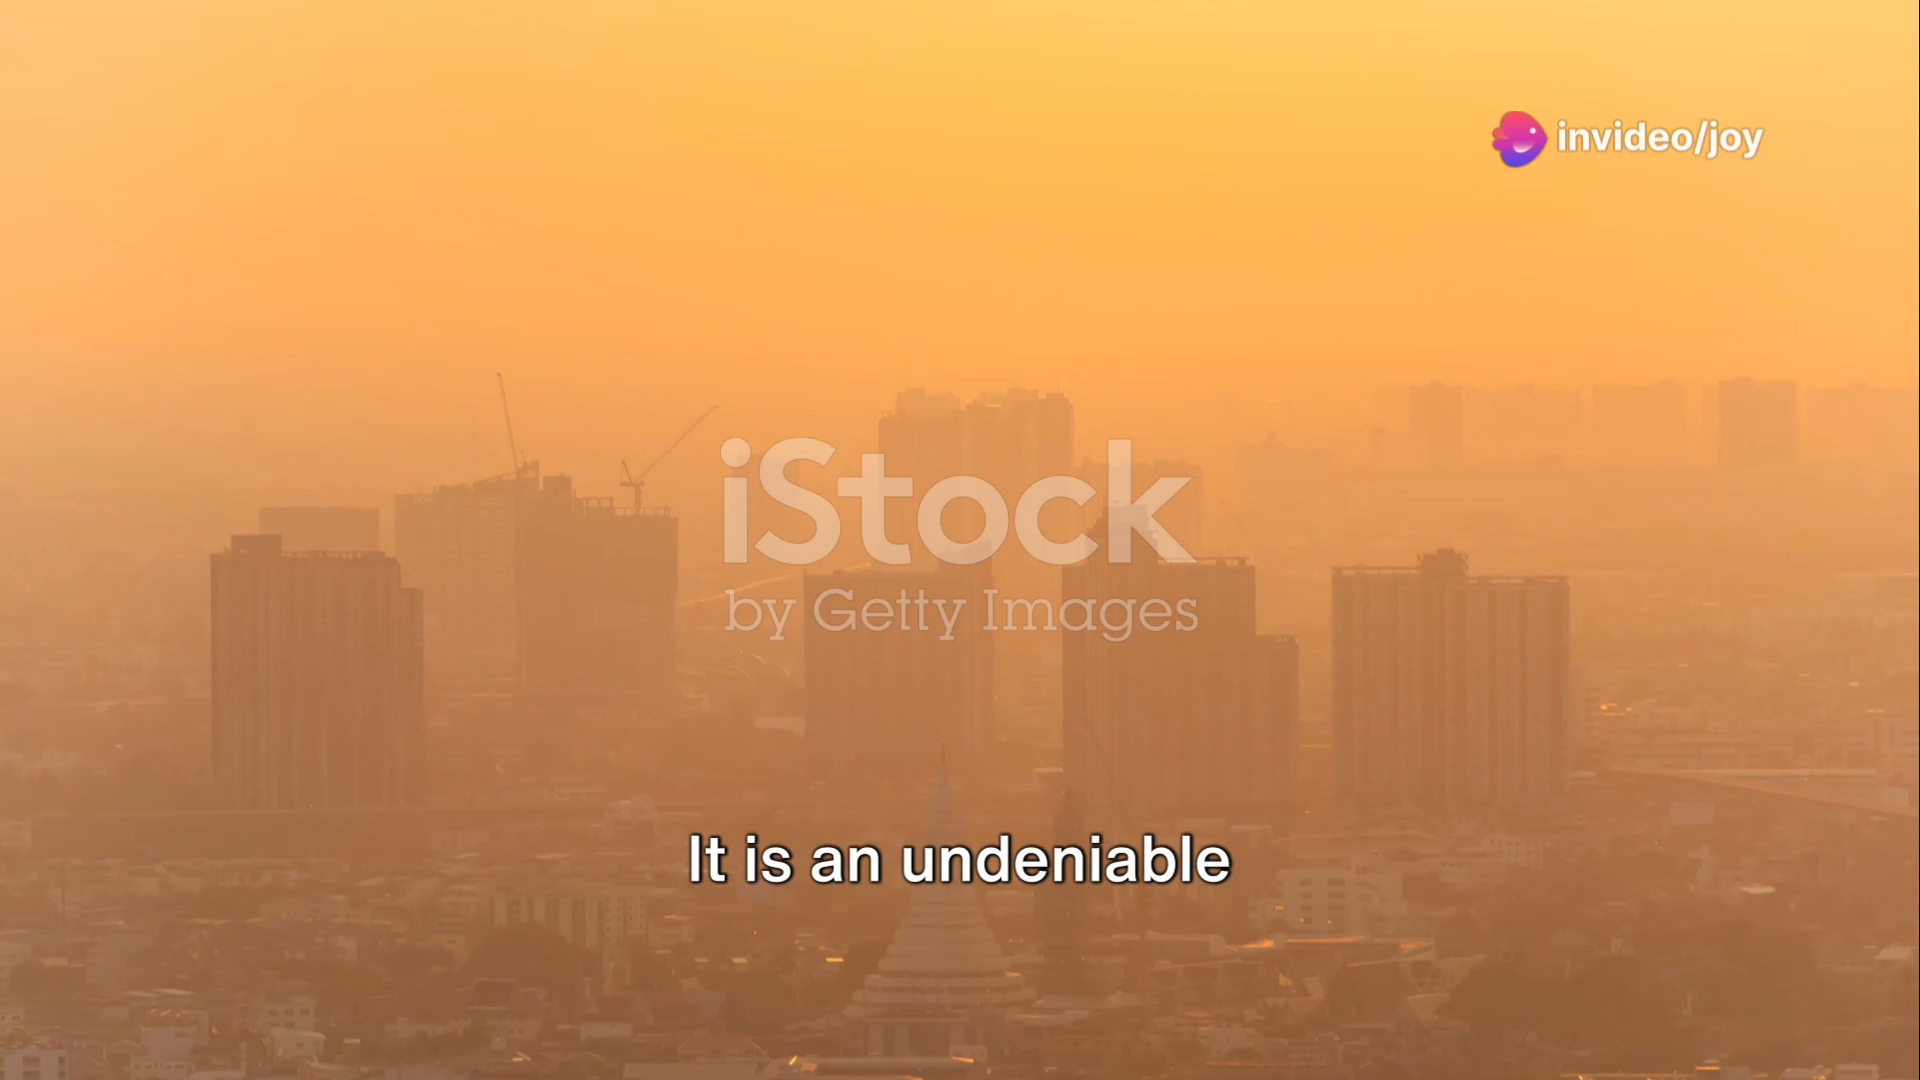 invideo/joy
iStock
by Getty Images
It is an undeniable